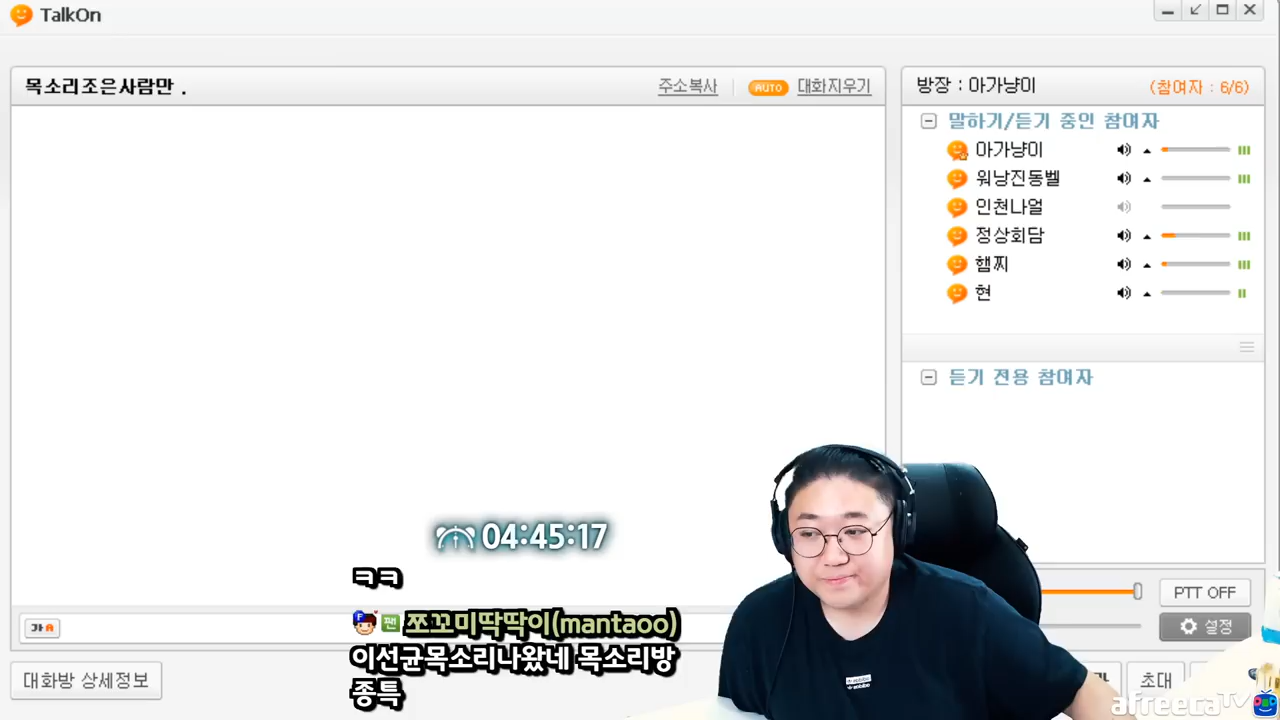 TalkOn
목소리조은사람만 .
주소복사
AUTO
대화지우기
방장 : 아가냥이
(참여자 : 6/6)
말하기/듣기 중인 참여자
아가냥이
워낭진동벨
인천나얼
정상회담
햄찌
현
듣기 전용 참여자
04:45:17
ㅋㅋ
F 팬 쪼꼬미딱딱이(mantaoo)
이선균목소리나왔네 목소리방
종특
PTT OFF
설정
가
대화방 상세정보
초대
afreecaTV